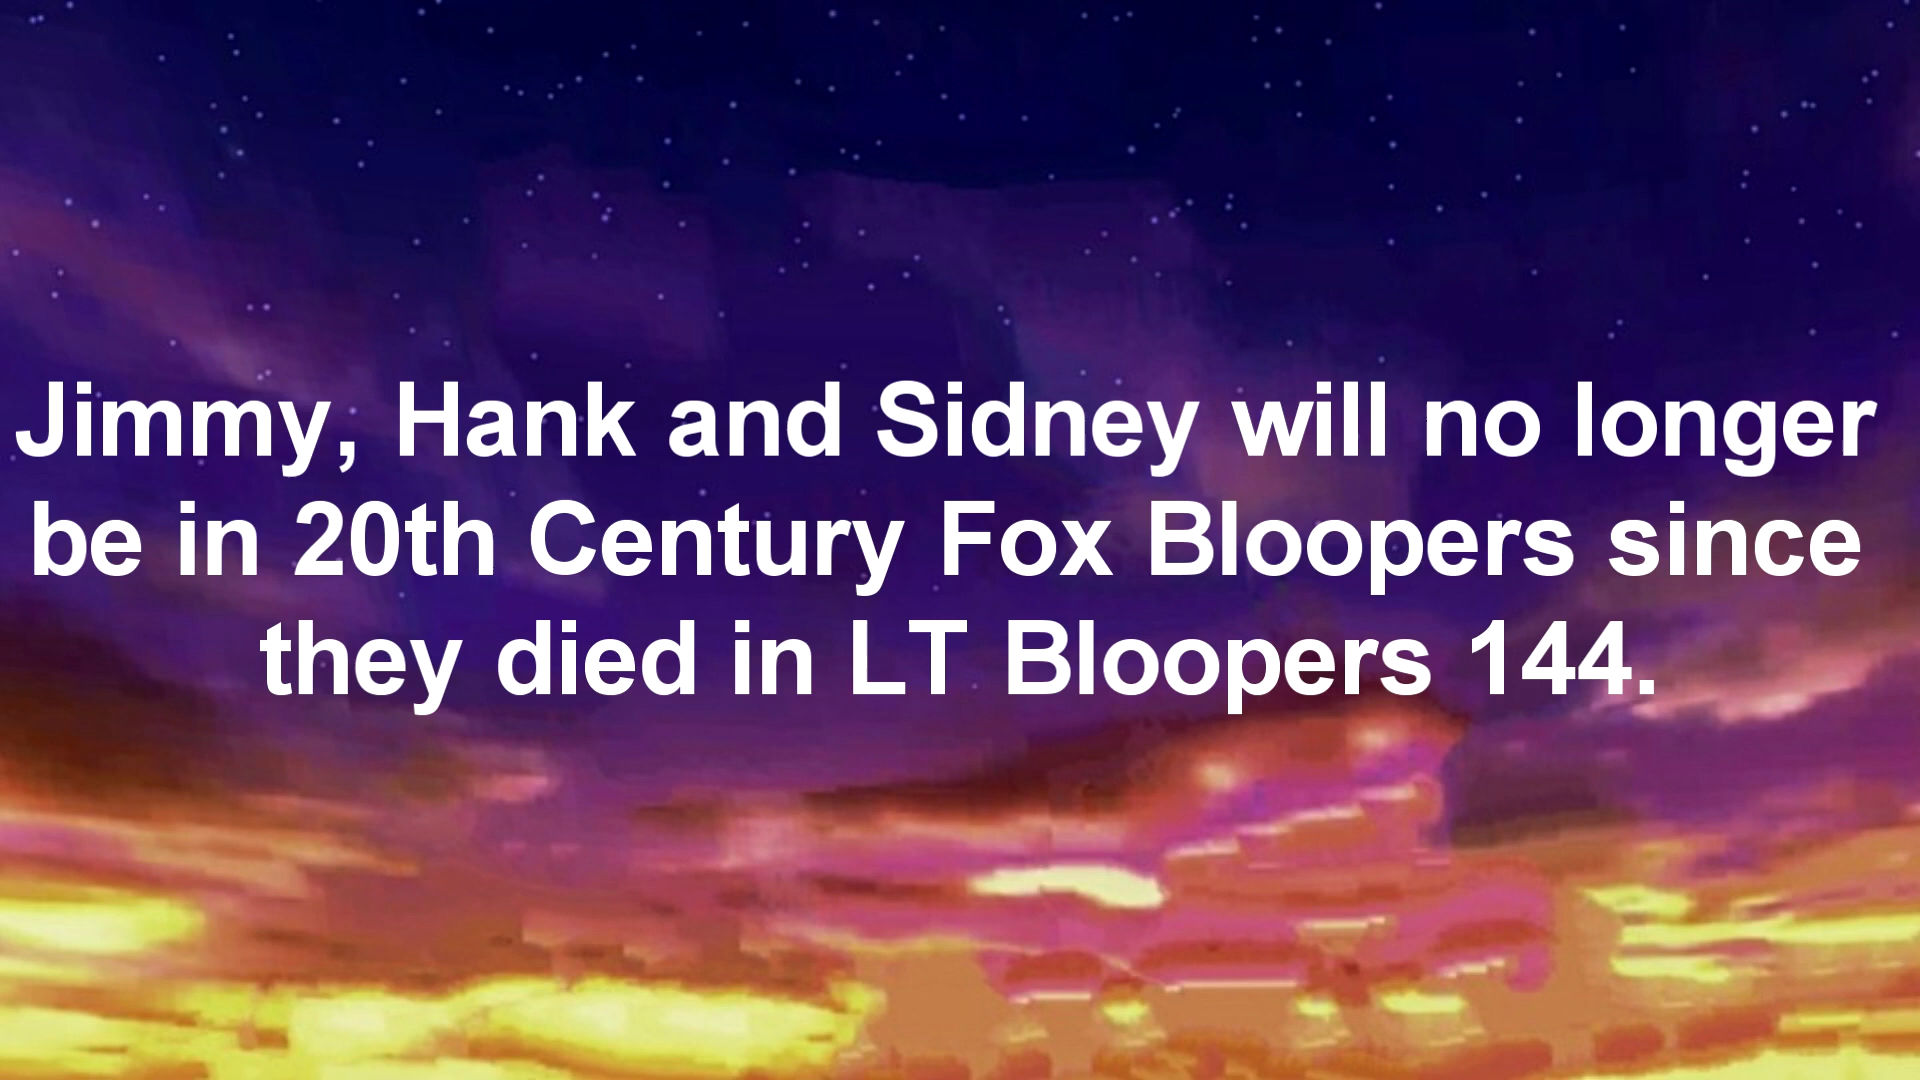 Jimmy, Hank and Sidney will no longer
be in 20th Century Fox Bloopers since
they died in LT Bloopers 144.